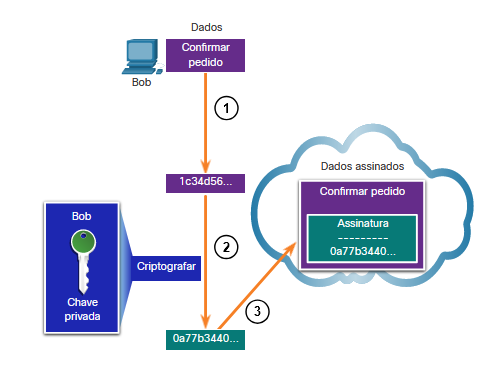 Dados
Confirmar
pedido
Bob
1
1c34d56...
Dados assinados
Confirmar pedido
Assinatura
---------
0a77b3440...
Bob
Chave
privada
Criptografar
2
3
0a77b3440...